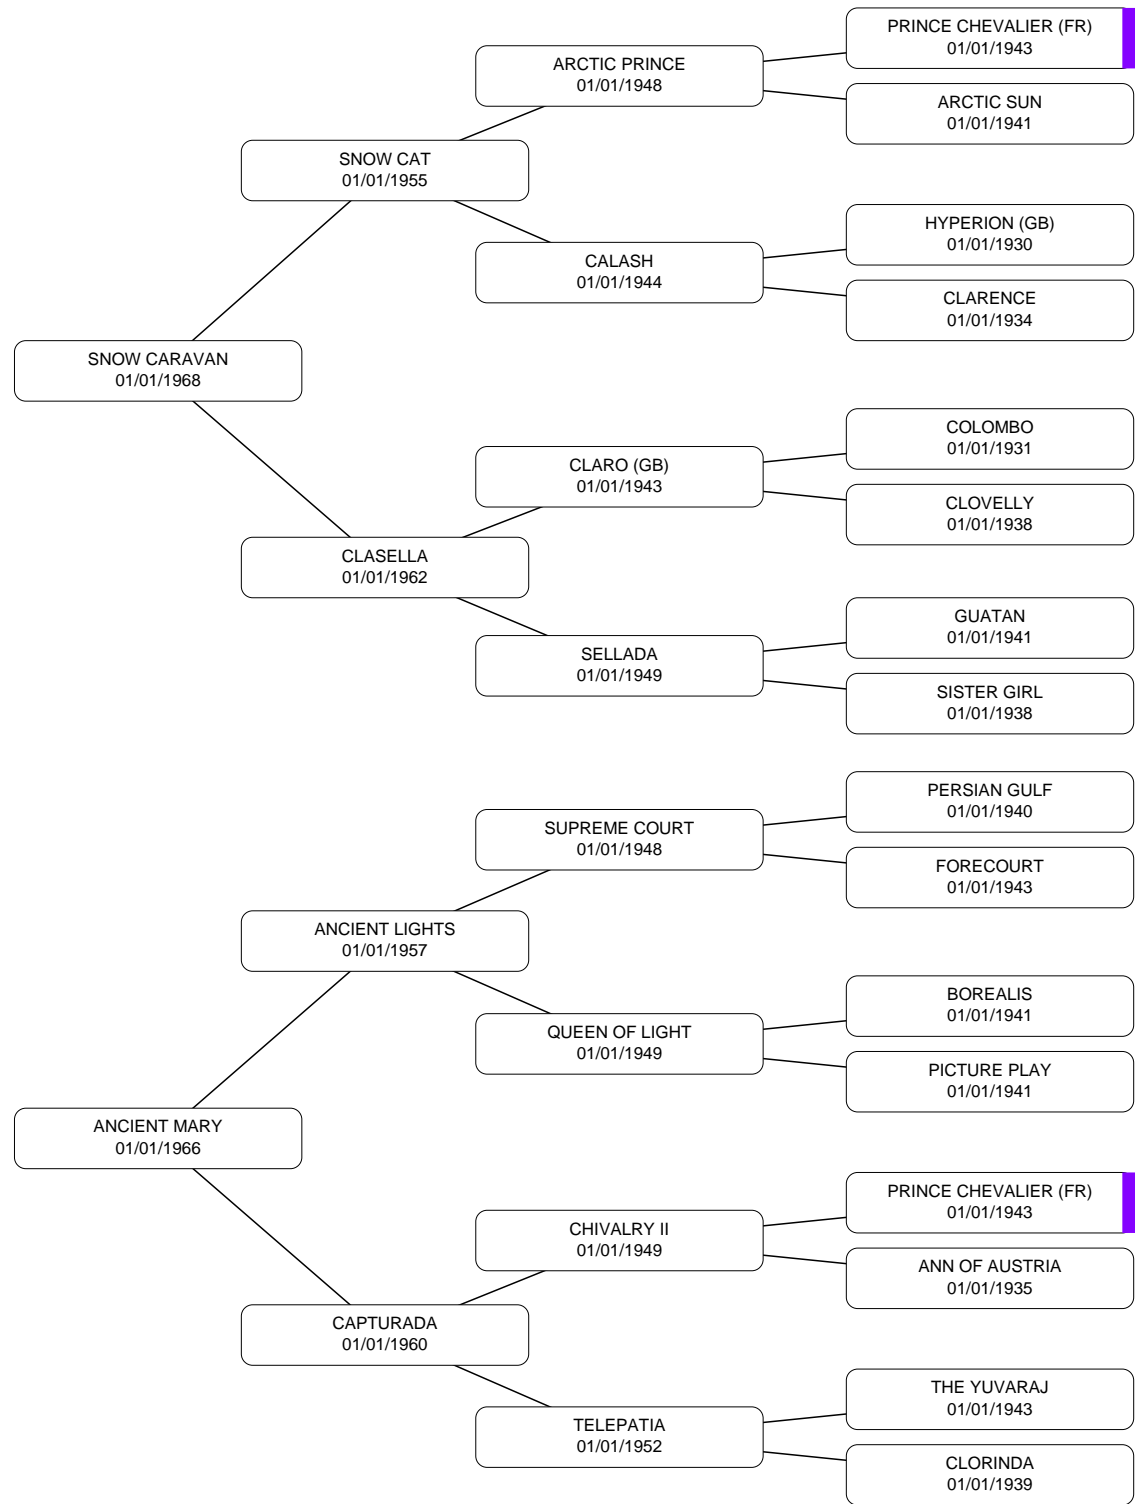 PRINCE CHEVALIER (FR)
01/01/1943
ARCTIC PRINCE
01/01/1948
ARCTIC SUN
01/01/1941
SNOW CAT
01/01/1955
HYPERION (GB)
01/01/1930
CALASH
01/01/1944
CLARENCE
01/01/1934
SNOW CARAVAN
01/01/1968
COLOMBO
01/01/1931
CLARO (GB)
01/01/1943
CLOVELLY
01/01/1938
CLASELLA
01/01/1962
GUATAN
01/01/1941
SELLADA
01/01/1949
SISTER GIRL
01/01/1938
PERSIAN GULF
01/01/1940
SUPREME COURT
01/01/1948
FORECOURT
01/01/1943
ANCIENT LIGHTS
01/01/1957
BOREALIS
01/01/1941
QUEEN OF LIGHT
01/01/1949
PICTURE PLAY
01/01/1941
ANCIENT MARY
01/01/1966
PRINCE CHEVALIER (FR)
01/01/1943
CHIVALRY II
01/01/1949
ANN OF AUSTRIA
01/01/1935
CAPTURADA
01/01/1960
THE YUVARAJ
01/01/1943
TELEPATIA
01/01/1952
CLORINDA
01/01/1939